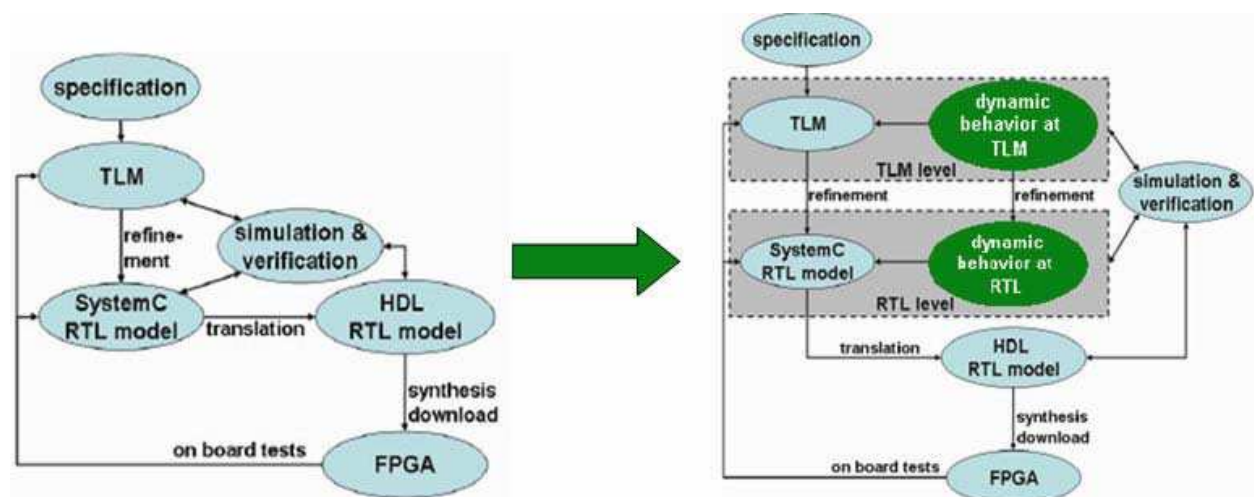 specification
TLM
refine-
ment
simulation &
verification
SystemC
RTL model
translation
HDL
RTL model
synthesis
download
on board tests
FPGA
specification
TLM
dynamic
behavior at
TLM
TLM level
refinement
refinement
simulation &
verification
SystemC
RTL model
dynamic
behavior at
RTL
RTL level
translation
HDL
RTL model
synthesis
download
on board tests
FPGA